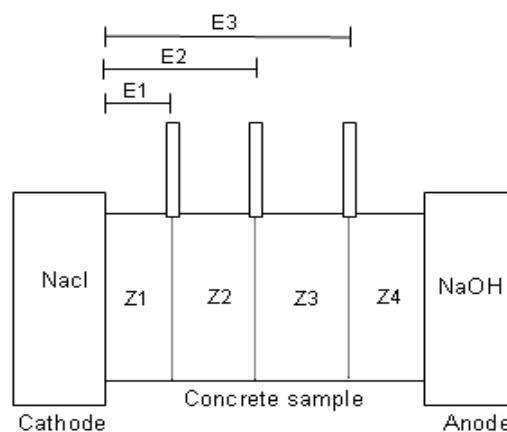 E3
E2
E1
Nacl
Z1
Z2
Z3
Z4
NaOH
Concrete sample
Cathode
Anode